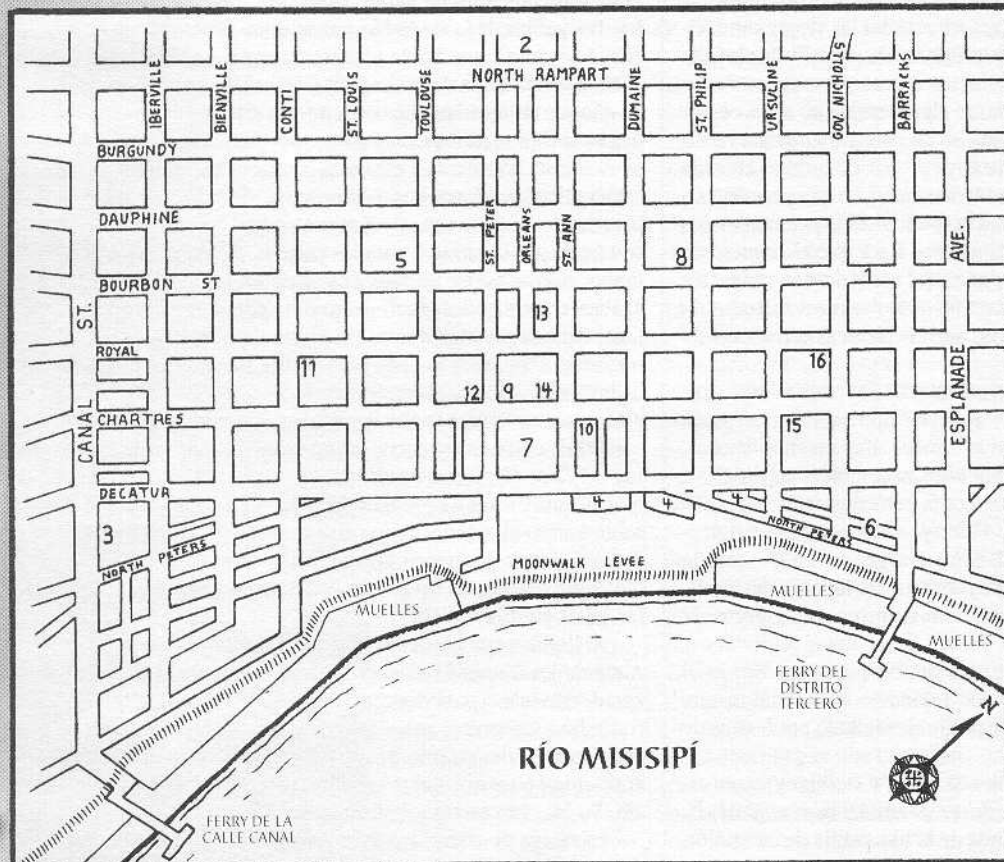 2
NORTH RAMPART
IBERVILLE
BIENVILLE
CONTI
ST. LOUIS
TOULOUSE
DUMAINE
ST. PHILIP
URSULINE
GOV. NICHOLLS
BARRACKS
BURGUNDY
DAUPHINE
ST. PETER
ORLEANS
ST. ANN
AVE.
5
8
1
BOURBON ST
13
ST.
ROYAL
11
16
12
9
14
CANAL
CHARTRES
ESPLANADE
7
10
15
DECATUR
4
4
4
3
6
NORTH PETERS
NORTH PETERS
MOONWALK LEVEE
MUELLES
MUELLES
MUELLES
FERRY DEL
DISTRITO
TERCERO
N
RÍO MISISIPÍ
FERRY DE LA
CALLE CANAL